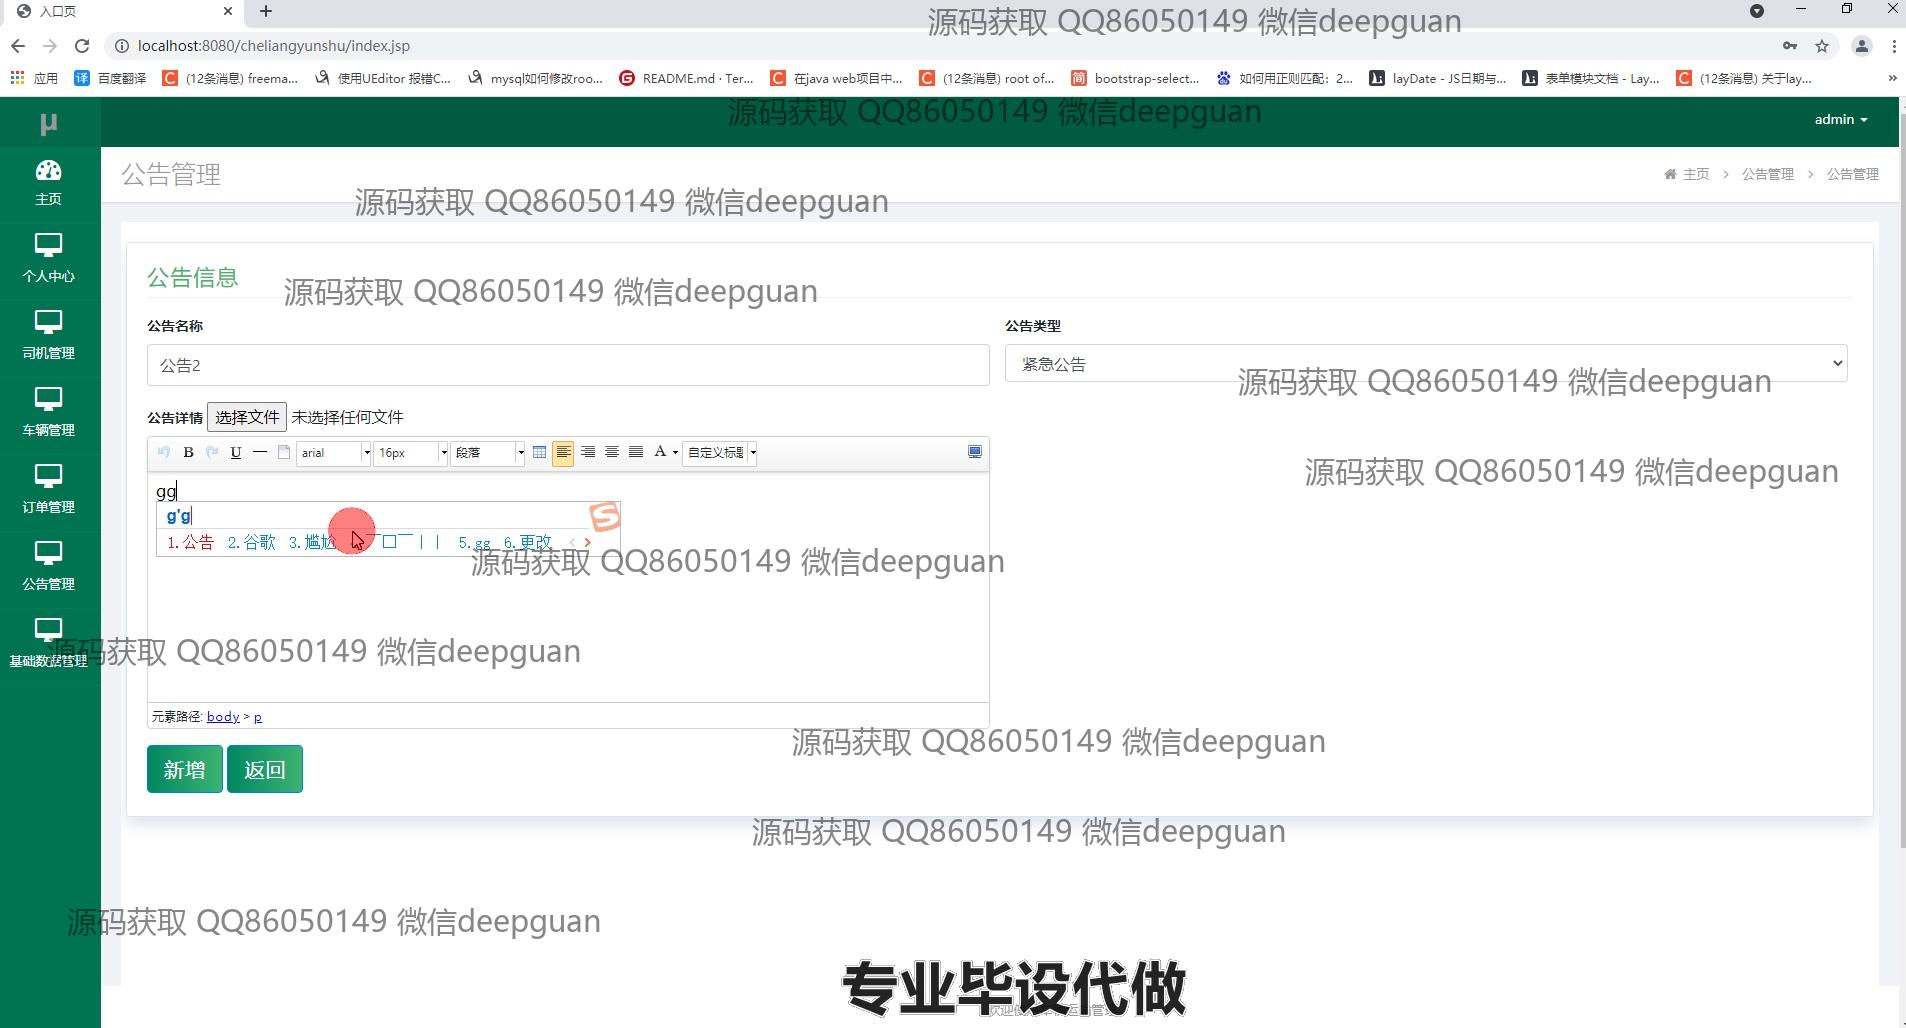 入口页
源码获取 QQ86050149 微信deepguan
localhost:8080/cheliangyunshu/index.jsp
应用 百度翻译 (12条消息) freema... 使用UEditor 报错C... mysql如何修改roo... README.md · Ter... 在java web项目中... (12条消息) root of... bootstrap-select... 如何用正则匹配：2... layDate - JS日期与... 表单模块文档 - Lay... (12条消息) 关于lay... »
源码获取 QQ86050149 微信deepguan
μ
admin
主页
公告管理
主页 > 公告管理 > 公告管理
源码获取 QQ86050149 微信deepguan
个人中心
公告信息
源码获取 QQ86050149 微信deepguan
公告名称
公告类型
司机管理
公告2
紧急公告
源码获取 QQ86050149 微信deepguan
公告详情 选择文件 未选择任何文件
车辆管理
B U arial 16px 段落 A 自定义标题
源码获取 QQ86050149 微信deepguan
gg
订单管理
g'g
1.公告 2.谷歌 3.尴尬 ￣口￣|| 5.gg 6.更改 < >
源码获取 QQ86050149 微信deepguan
公告管理
源码获取 QQ86050149 微信deepguan
基础数据管理
元素路径: body > p
源码获取 QQ86050149 微信deepguan
新增 返回
源码获取 QQ86050149 微信deepguan
源码获取 QQ86050149 微信deepguan
专业毕设代做